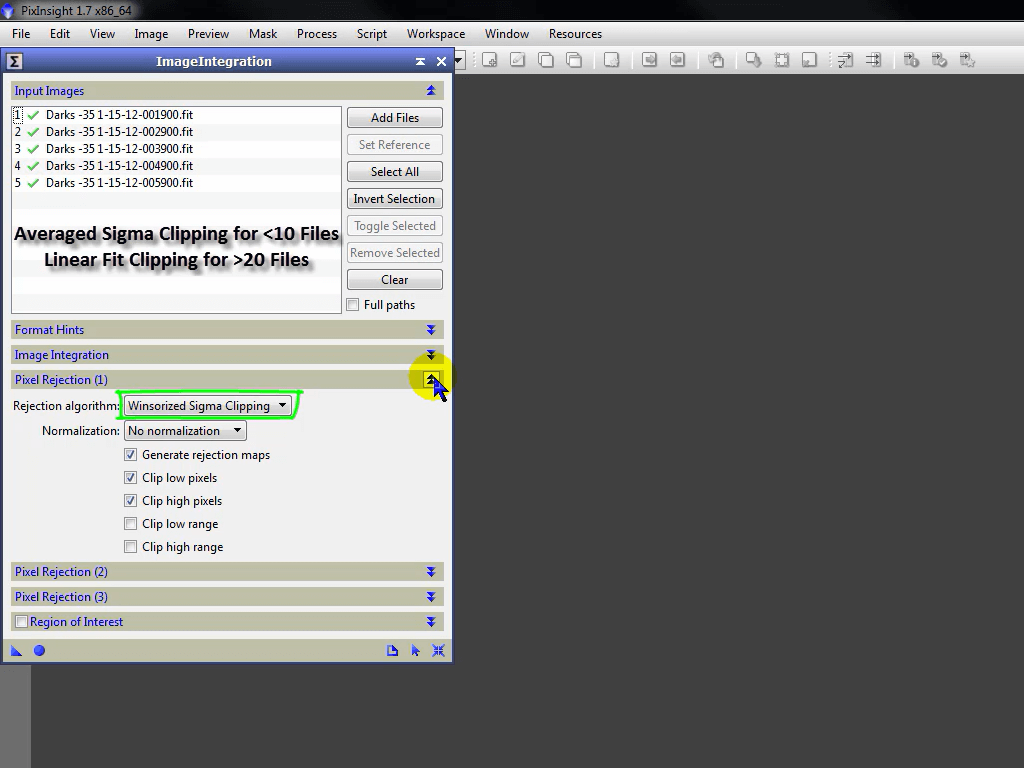 PixInsight 1.7 x86_64
File Edit View Image Preview Mask Process Script Workspace Window Resources
Σ ImageIntegration
Input Images
1 Darks -35 1-15-12-001900.fit
2 Darks -35 1-15-12-002900.fit
3 Darks -35 1-15-12-003900.fit
4 Darks -35 1-15-12-004900.fit
5 Darks -35 1-15-12-005900.fit
Averaged Sigma Clipping for <10 Files
Linear Fit Clipping for >20 Files
Add Files
Set Reference
Select All
Invert Selection
Toggle Selected
Remove Selected
Clear
Full paths
Format Hints
Image Integration
Pixel Rejection (1)
Rejection algorithm: Winsorized Sigma Clipping
Normalization: No normalization
Generate rejection maps
Clip low pixels
Clip high pixels
Clip low range
Clip high range
Pixel Rejection (2)
Pixel Rejection (3)
Region of Interest